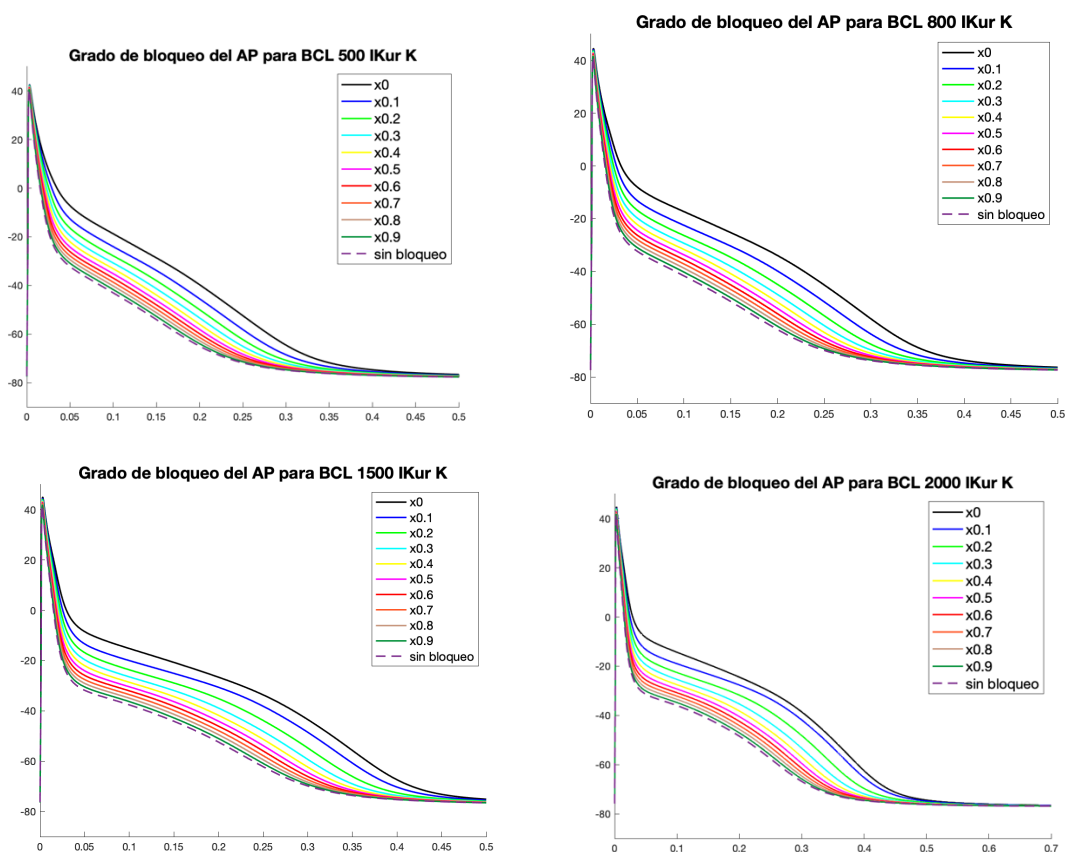 Grado de bloqueo del AP para BCL 500 IKur K
40
20
0
-20
-40
-60
-80
0 0.05 0.1 0.15 0.2 0.25 0.3 0.35 0.4 0.45 0.5
x0
x0.1
x0.2
x0.3
x0.4
x0.5
x0.6
x0.7
x0.8
x0.9
sin bloqueo
Grado de bloqueo del AP para BCL 800 IKur K
40
20
0
-20
-40
-60
-80
0 0.05 0.1 0.15 0.2 0.25 0.3 0.35 0.4 0.45 0.5
x0
x0.1
x0.2
x0.3
x0.4
x0.5
x0.6
x0.7
x0.8
x0.9
sin bloqueo
Grado de bloqueo del AP para BCL 1500 IKur K
40
20
0
-20
-40
-60
-80
0 0.05 0.1 0.15 0.2 0.25 0.3 0.35 0.4 0.45 0.5
x0
x0.1
x0.2
x0.3
x0.4
x0.5
x0.6
x0.7
x0.8
x0.9
sin bloqueo
Grado de bloqueo del AP para BCL 2000 IKur K
40
20
0
-20
-40
-60
-80
0 0.1 0.2 0.3 0.4 0.5 0.6 0.7
x0
x0.1
x0.2
x0.3
x0.4
x0.5
x0.6
x0.7
x0.8
x0.9
sin bloqueo